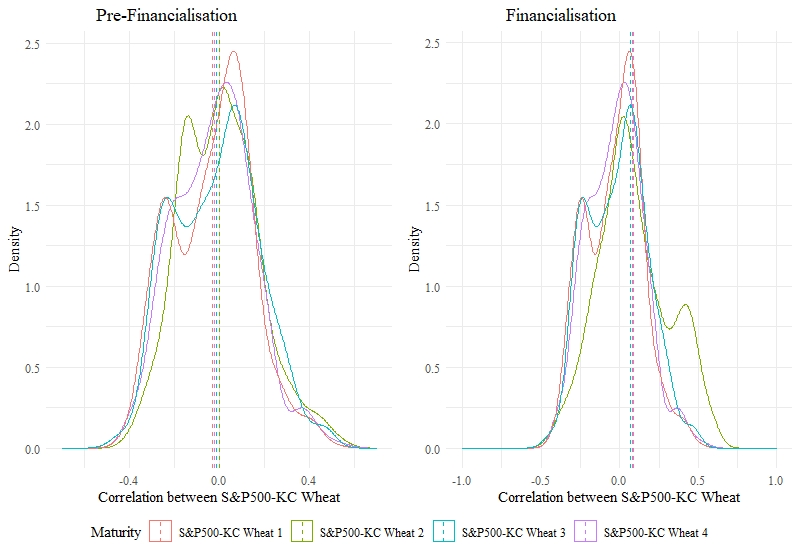 Pre-Financialisation
2.5
2.0
1.5
1.0
0.5
0.0
Density
-0.4
0.0
0.4
Correlation between S&P500-KC Wheat
Financialisation
2.5
2.0
1.5
1.0
0.5
0.0
Density
-1.0
-0.5
0.0
0.5
1.0
Correlation between S&P500-KC Wheat
Maturity
S&P500-KC Wheat 1
S&P500-KC Wheat 2
S&P500-KC Wheat 3
S&P500-KC Wheat 4